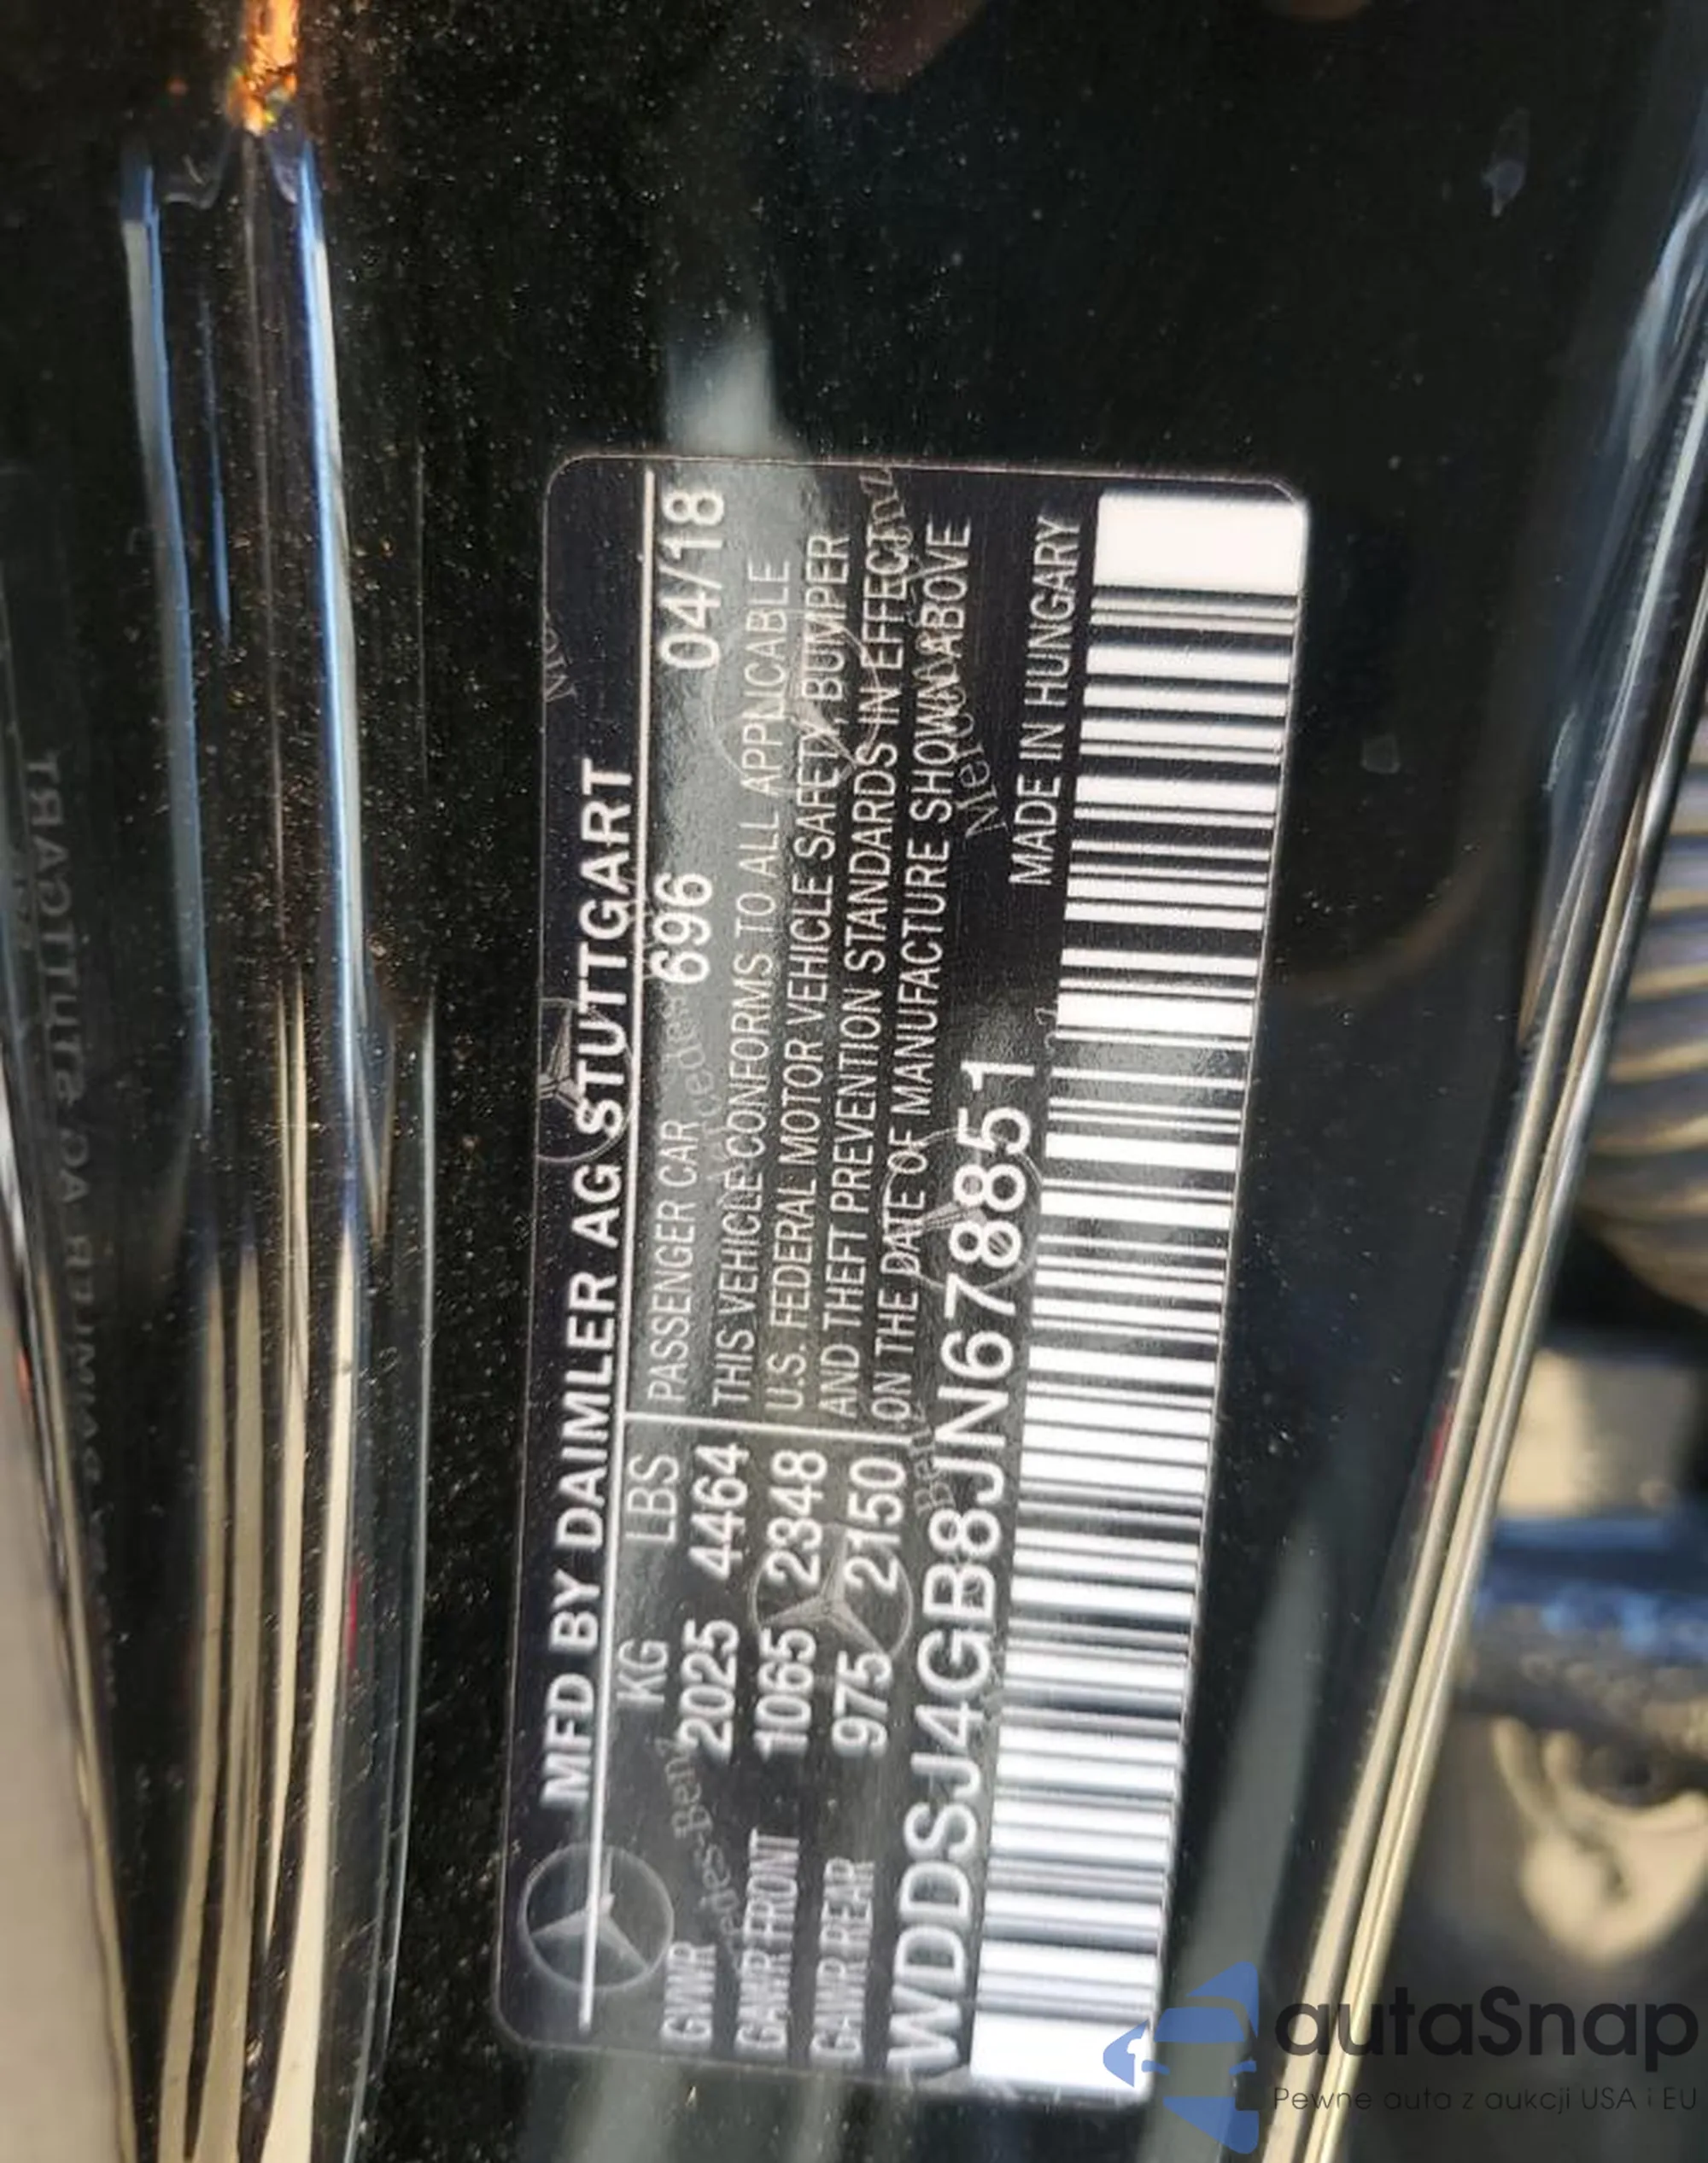 MFD BY DAIMLER AG STUTTGART
KG LBS PASSENGER CAR 696 04/18
GVWR 2025 4464 THIS VEHICLE CONFORMS TO ALL APPLICABLE
GAWR FRONT 1065 2348 U.S. FEDERAL MOTOR VEHICLE SAFETY, BUMPER
GAWR REAR 975 2150 AND THEFT PREVENTION STANDARDS IN EFFECT
ON THE DATE OF MANUFACTURE SHOWN ABOVE
WDDSJ4GB8JN677851
MADE IN HUNGARY
autaSnap
Pewne auta z aukcji USA i EU